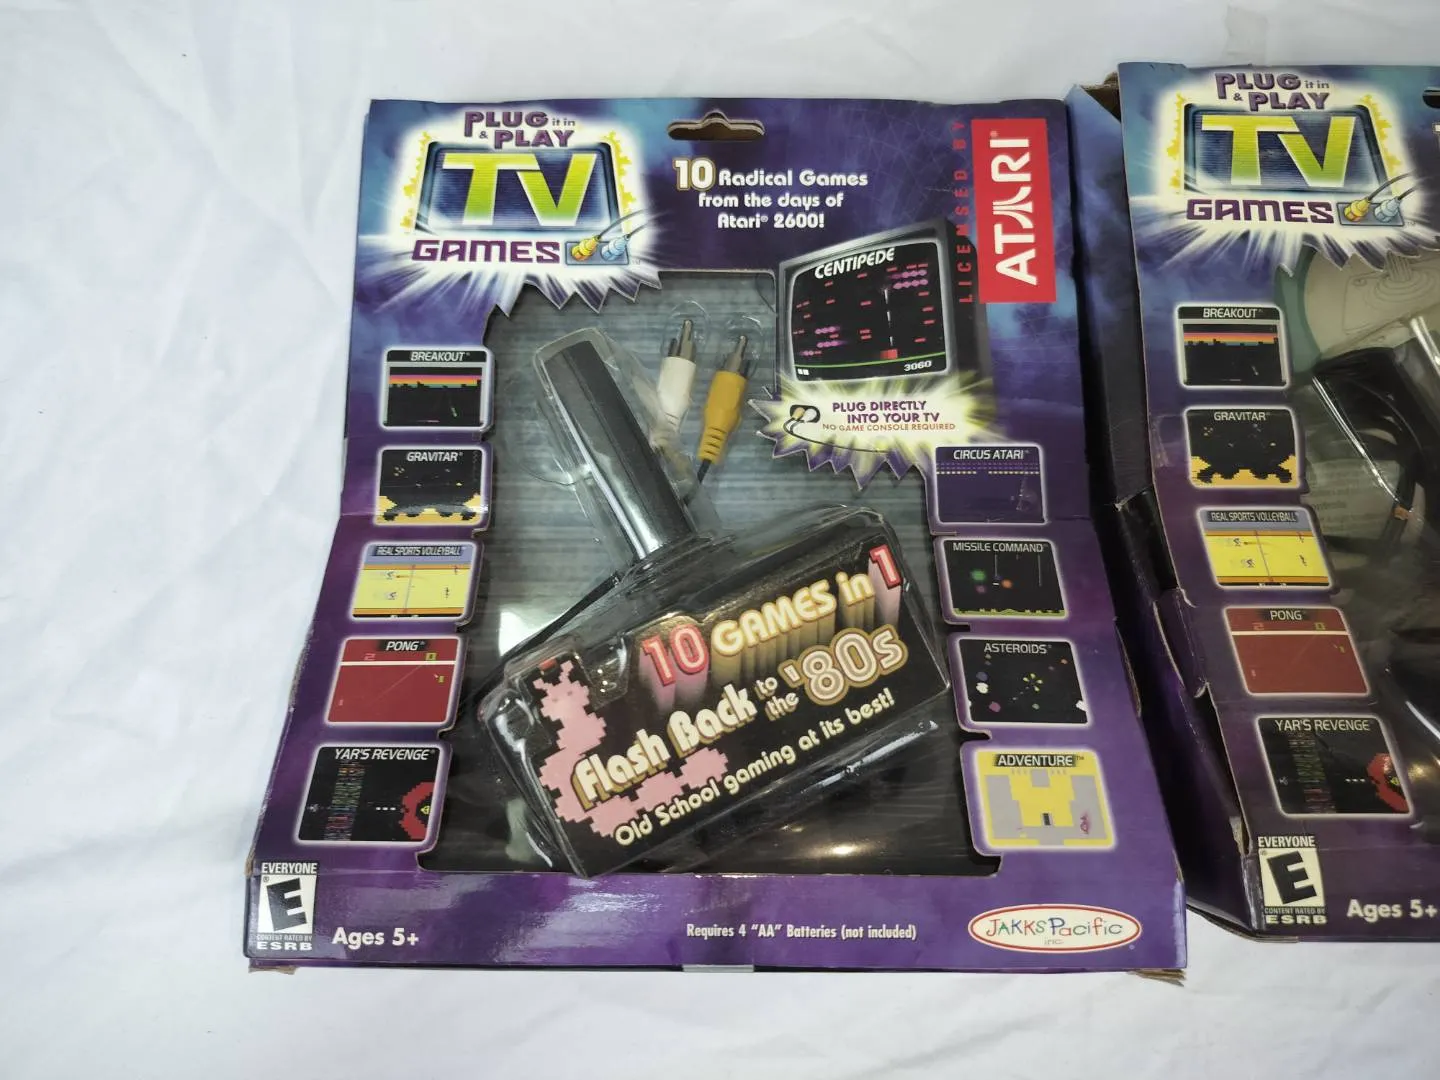 PLUG it in
& PLAY
TV
GAMES
10 Radical Games
from the days of
Atari® 2600!
LICENSED BY
ATARI®
CENTIPEDE
3060
PLUG DIRECTLY
INTO YOUR TV
NO GAME CONSOLE REQUIRED
BREAKOUT®
GRAVITAR®
REAL SPORTS VOLLEYBALL™
PONG®
YAR'S REVENGE®
CIRCUS ATARI®
MISSILE COMMAND®
ASTEROIDS®
ADVENTURE™
10 GAMES in 1
Flash Back to the '80s
Old School gaming at its best!
EVERYONE
E
CONTENT RATED BY
ESRB
Ages 5+
Requires 4 "AA" Batteries (not included)
JAKKS Pacific
INC.
PLUG it in
& PLAY
TV
GAMES
BREAKOUT®
GRAVITAR®
REAL SPORTS VOLLEYBALL™
PONG®
YAR'S REVENGE
EVERYONE
E
CONTENT RATED BY
ESRB
Ages 5+